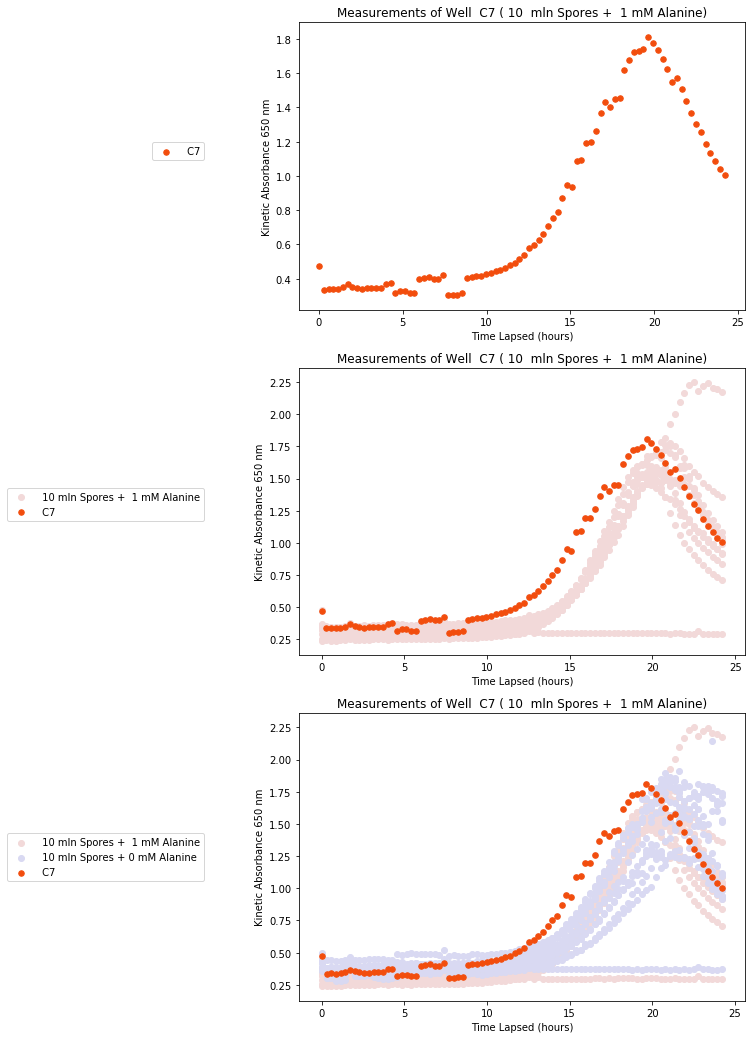 Measurements of Well  C7 ( 10  mln Spores +  1 mM Alanine)
1.8
1.6
1.4
1.2
1.0
0.8
0.6
0.4
Kinetic Absorbance 650 nm
C7
0 5 10 15 20 25
Time Lapsed (hours)
Measurements of Well  C7 ( 10  mln Spores +  1 mM Alanine)
2.25
2.00
1.75
1.50
1.25
1.00
0.75
0.50
0.25
Kinetic Absorbance 650 nm
10 mln Spores +  1 mM Alanine
C7
0 5 10 15 20 25
Time Lapsed (hours)
Measurements of Well  C7 ( 10  mln Spores +  1 mM Alanine)
2.25
2.00
1.75
1.50
1.25
1.00
0.75
0.50
0.25
Kinetic Absorbance 650 nm
10 mln Spores +  1 mM Alanine
10 mln Spores + 0 mM Alanine
C7
0 5 10 15 20 25
Time Lapsed (hours)